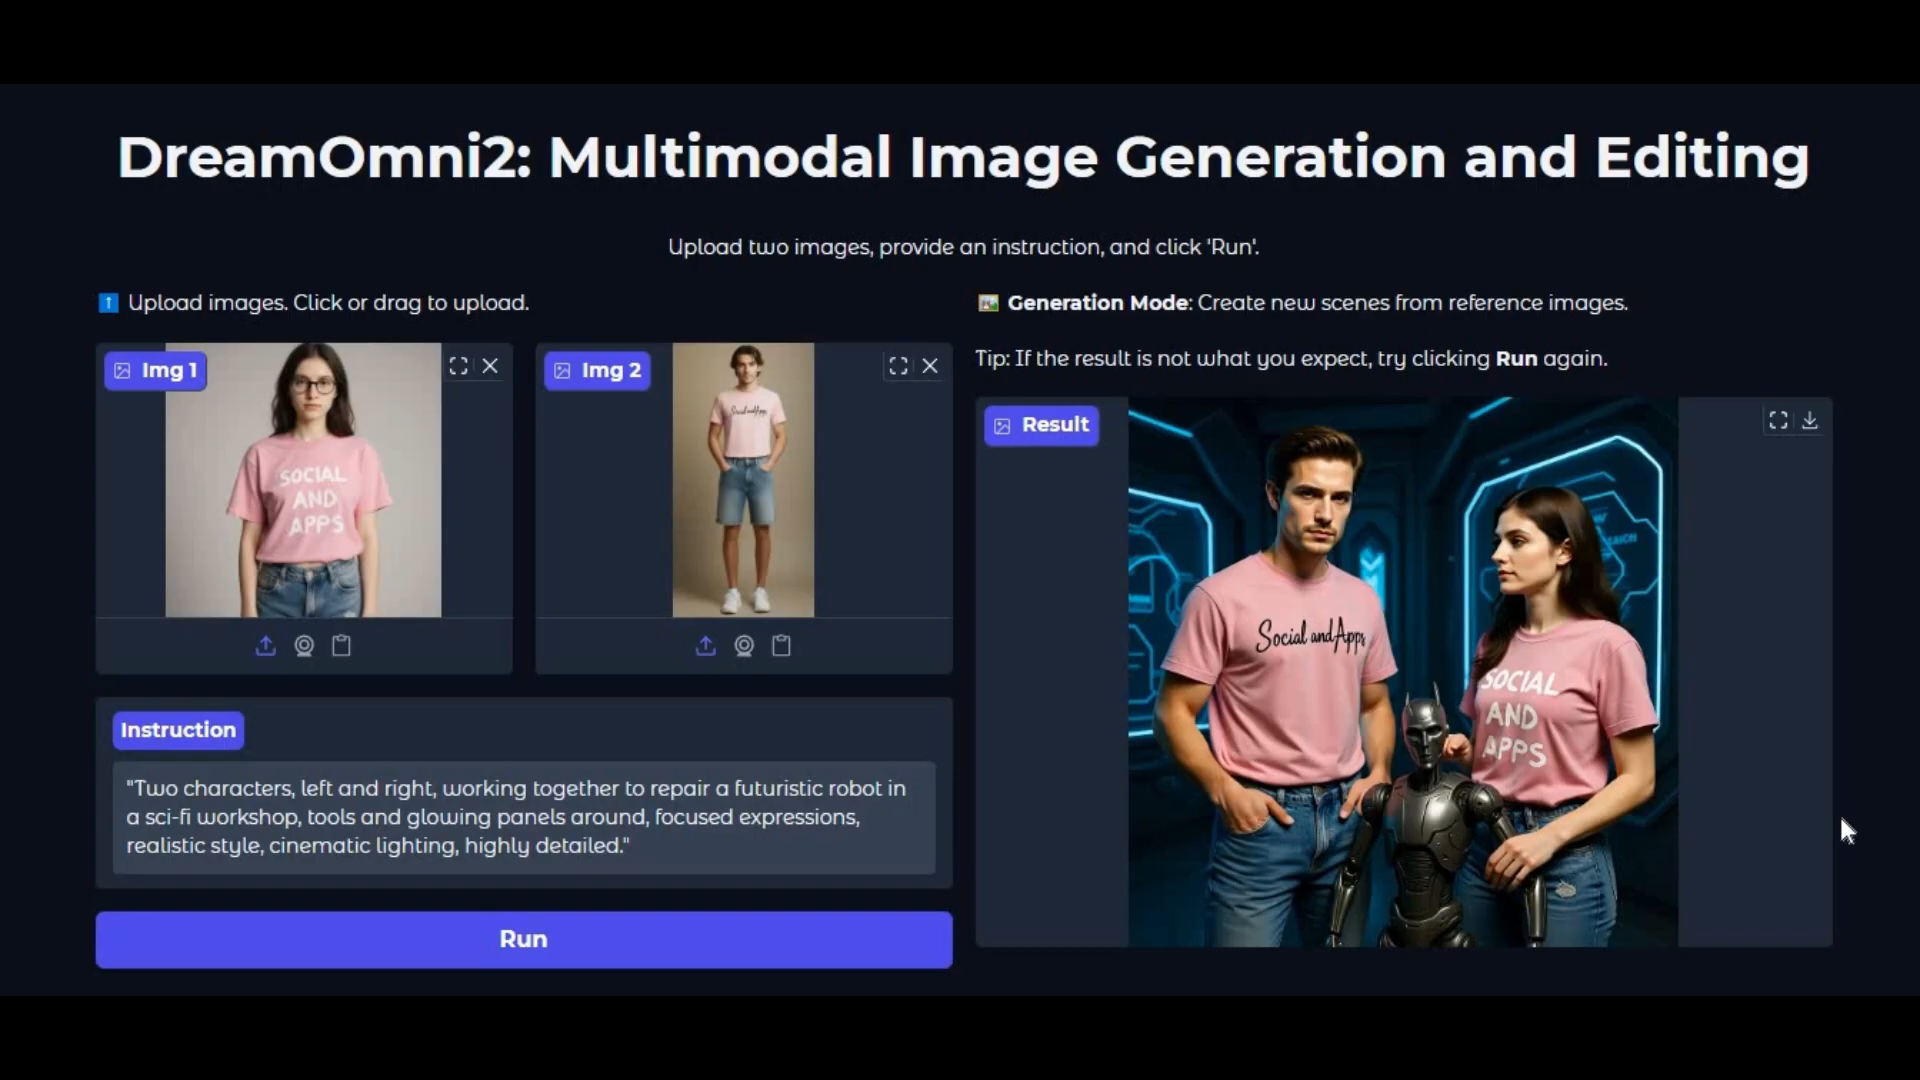 DreamOmni2: Multimodal Image Generation and Editing
Upload two images, provide an instruction, and click 'Run'.
Upload images. Click or drag to upload.
Img 1
SOCIAL
AND
APPS
Img 2
Social and Apps
Instruction
"Two characters, left and right, working together to repair a futuristic robot in
a sci-fi workshop, tools and glowing panels around, focused expressions,
realistic style, cinematic lighting, highly detailed."
Run
Generation Mode: Create new scenes from reference images.
Tip: If the result is not what you expect, try clicking Run again.
Result
Social and Apps
SOCIAL
AND
APPS